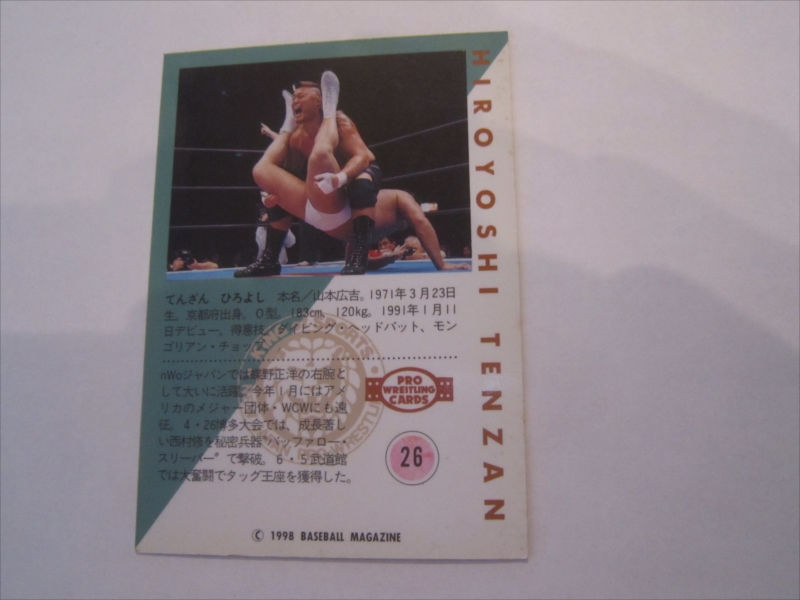 HIROYOSHI TENZAN
てんざん ひろよし 本名／山本広吉。1971年3月23日
生。京都府出身。O型。183cm、120kg。1991年1月11
日デビュー。得意技、ダイビング・ヘッドバット、モン
ゴリアン・チョップ
nWoジャパンでは蝶野正洋の右腕と
して大いに活躍。今年1月にはアメ
リカのメジャー団体・WCWにも遠
征。4・26博多大会では、成長著し
い西村修を秘密兵器“バッファロー・
スリーパー”で撃破。6・5武道館
では大奮闘でタッグ王座を獲得した。
PRO
WRESTLING
CARDS
26
© 1998 BASEBALL MAGAZINE